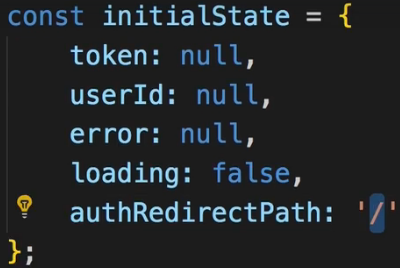 const initialState = {
    token: null,
    userId: null,
    error: null,
    loading: false,
    authRedirectPath: '/'
};